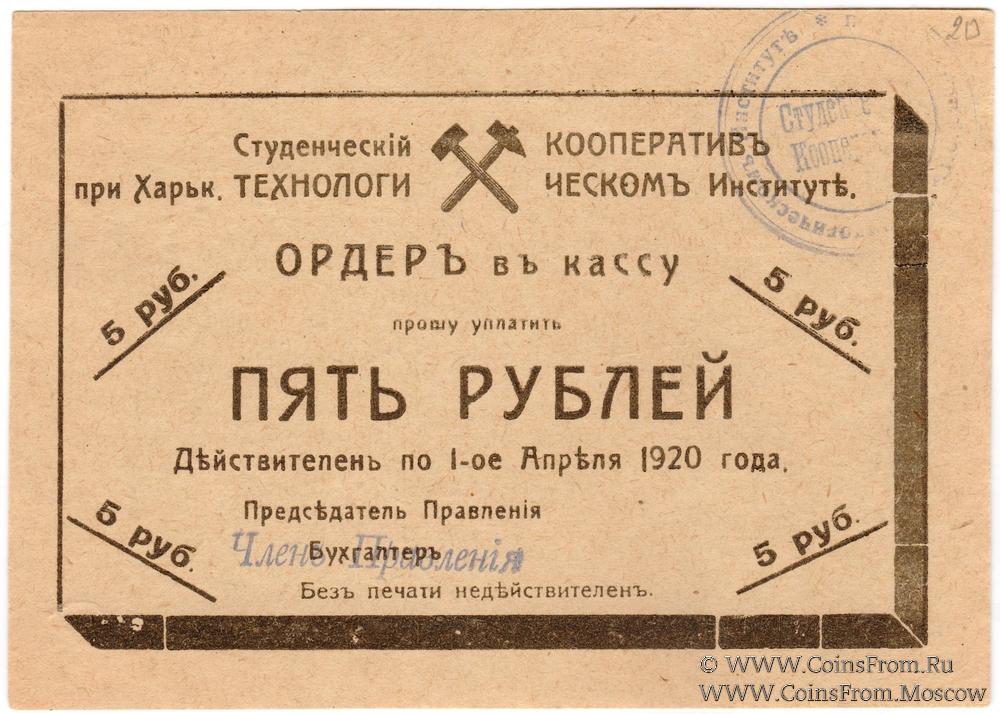 20
Студенческій КООПЕРАТИВЪ
при Харьк. ТЕХНОЛОГИ ЧЕСКОМЪ Институтѣ.
ОРДЕРЪ въ кассу
прошу уплатить
5 руб. 5 руб.
ПЯТЬ РУБЛЕЙ
Дѣйствителенъ по 1-ое Апрѣля 1920 года.
Предсѣдатель Правленія
5 руб. 5 руб.
Бухгалтеръ
Членъ Правленія
Безъ печати недѣйствителенъ.
© WWW.CoinsFrom.Ru
WWW.CoinsFrom.Moscow